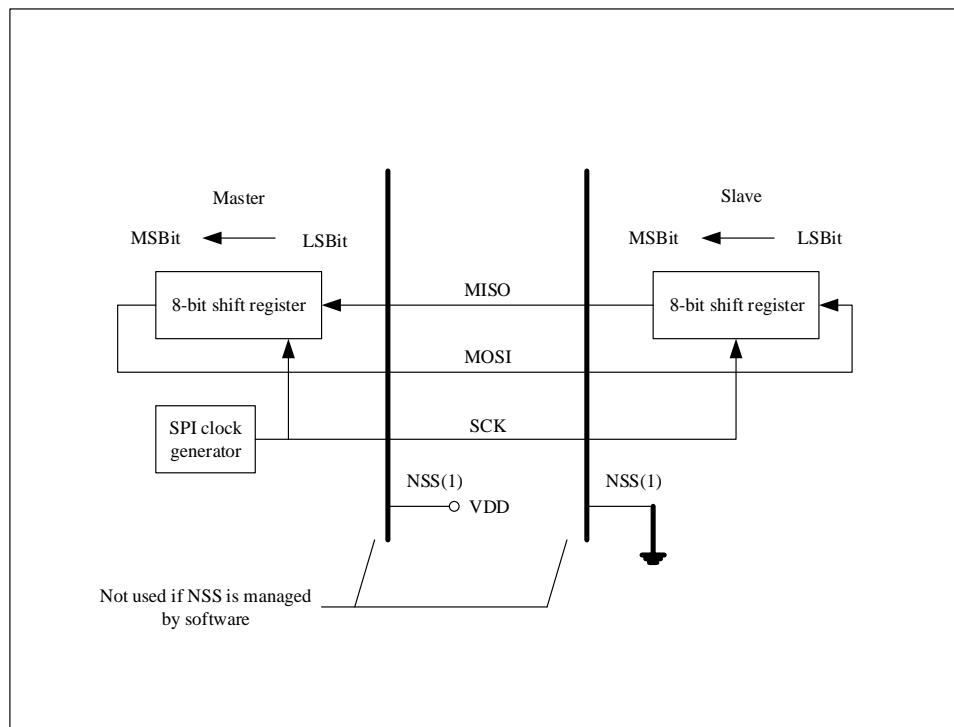 Master
Slave
MSBit
LSBit
MSBit
LSBit
8-bit shift register
MISO
8-bit shift register
MOSI
SPI clock
generator
SCK
NSS(1)
VDD
NSS(1)
Not used if NSS is managed
by software